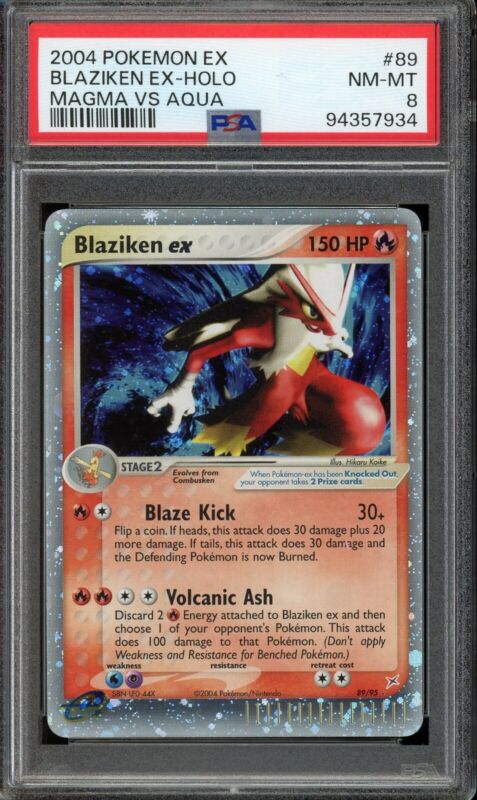 2004 POKEMON EX #89
BLAZIKEN EX-HOLO NM-MT
MAGMA VS AQUA 8
PSA 94357934
Blaziken ex 150 HP
STAGE2
Evolves from
Combusken
Illus. Hikaru Koike
When Pokémon-ex has been Knocked Out,
your opponent takes 2 Prize cards.
Blaze Kick 30+
Flip a coin. If heads, this attack does 30 damage plus 20
more damage. If tails, this attack does 30 damage and
the Defending Pokémon is now Burned.
Volcanic Ash
Discard 2 Energy attached to Blaziken ex and then
choose 1 of your opponent's Pokémon. This attack
does 100 damage to that Pokémon. (Don't apply
Weakness and Resistance for Benched Pokémon.)
weakness resistance retreat cost
©2004 Pokémon/Nintendo 89/95